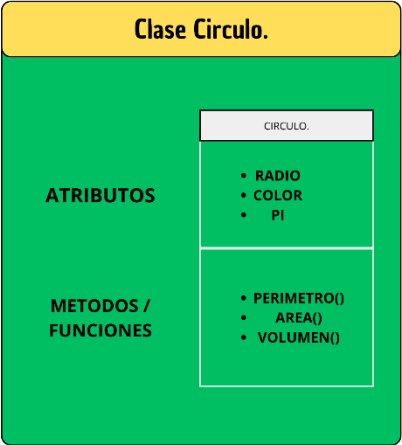 Clase Circulo.
CIRCULO.
ATRIBUTOS
• RADIO
• COLOR
• PI
METODOS /
FUNCIONES
• PERIMETRO()
• AREA()
• VOLUMEN()